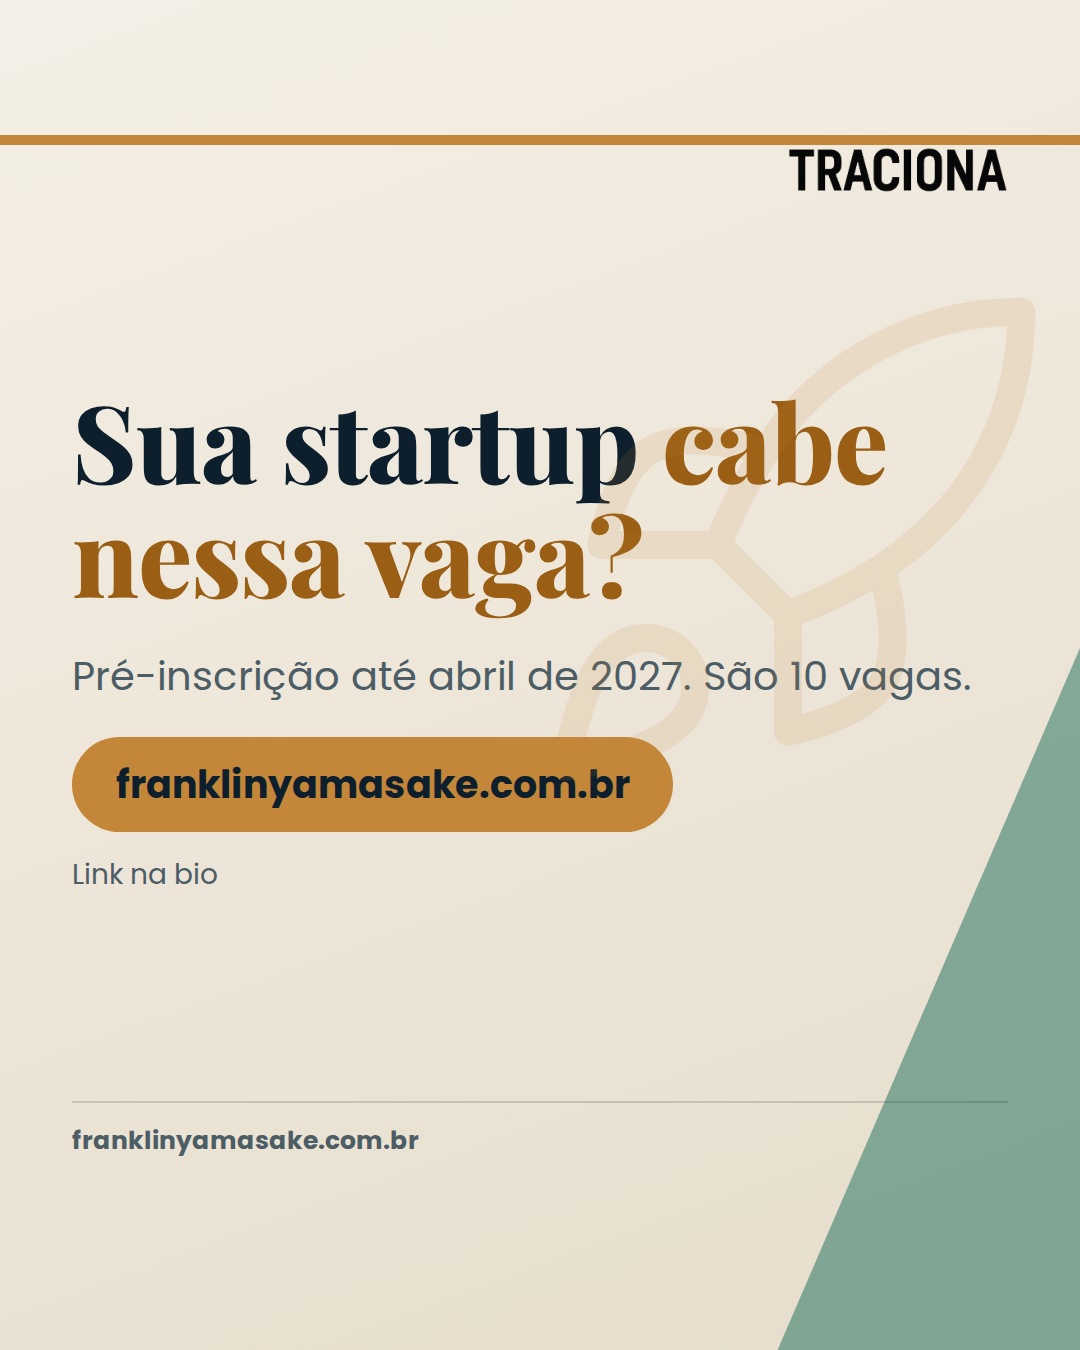 TRACIONA
Sua startup cabe
nessa vaga?
Pré-inscrição até abril de 2027. São 10 vagas.
franklinyamasake.com.br
Link na bio
franklinyamasake.com.br